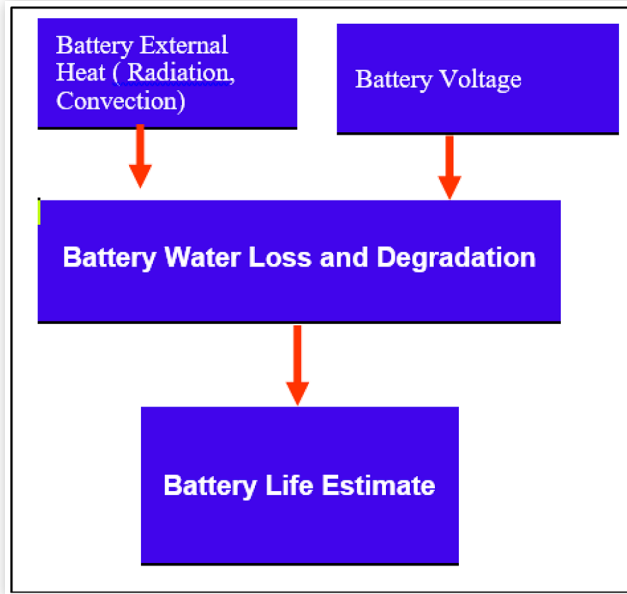 Battery External
Heat ( Radiation,
Convection)
Battery Voltage
Battery Water Loss and Degradation
Battery Life Estimate